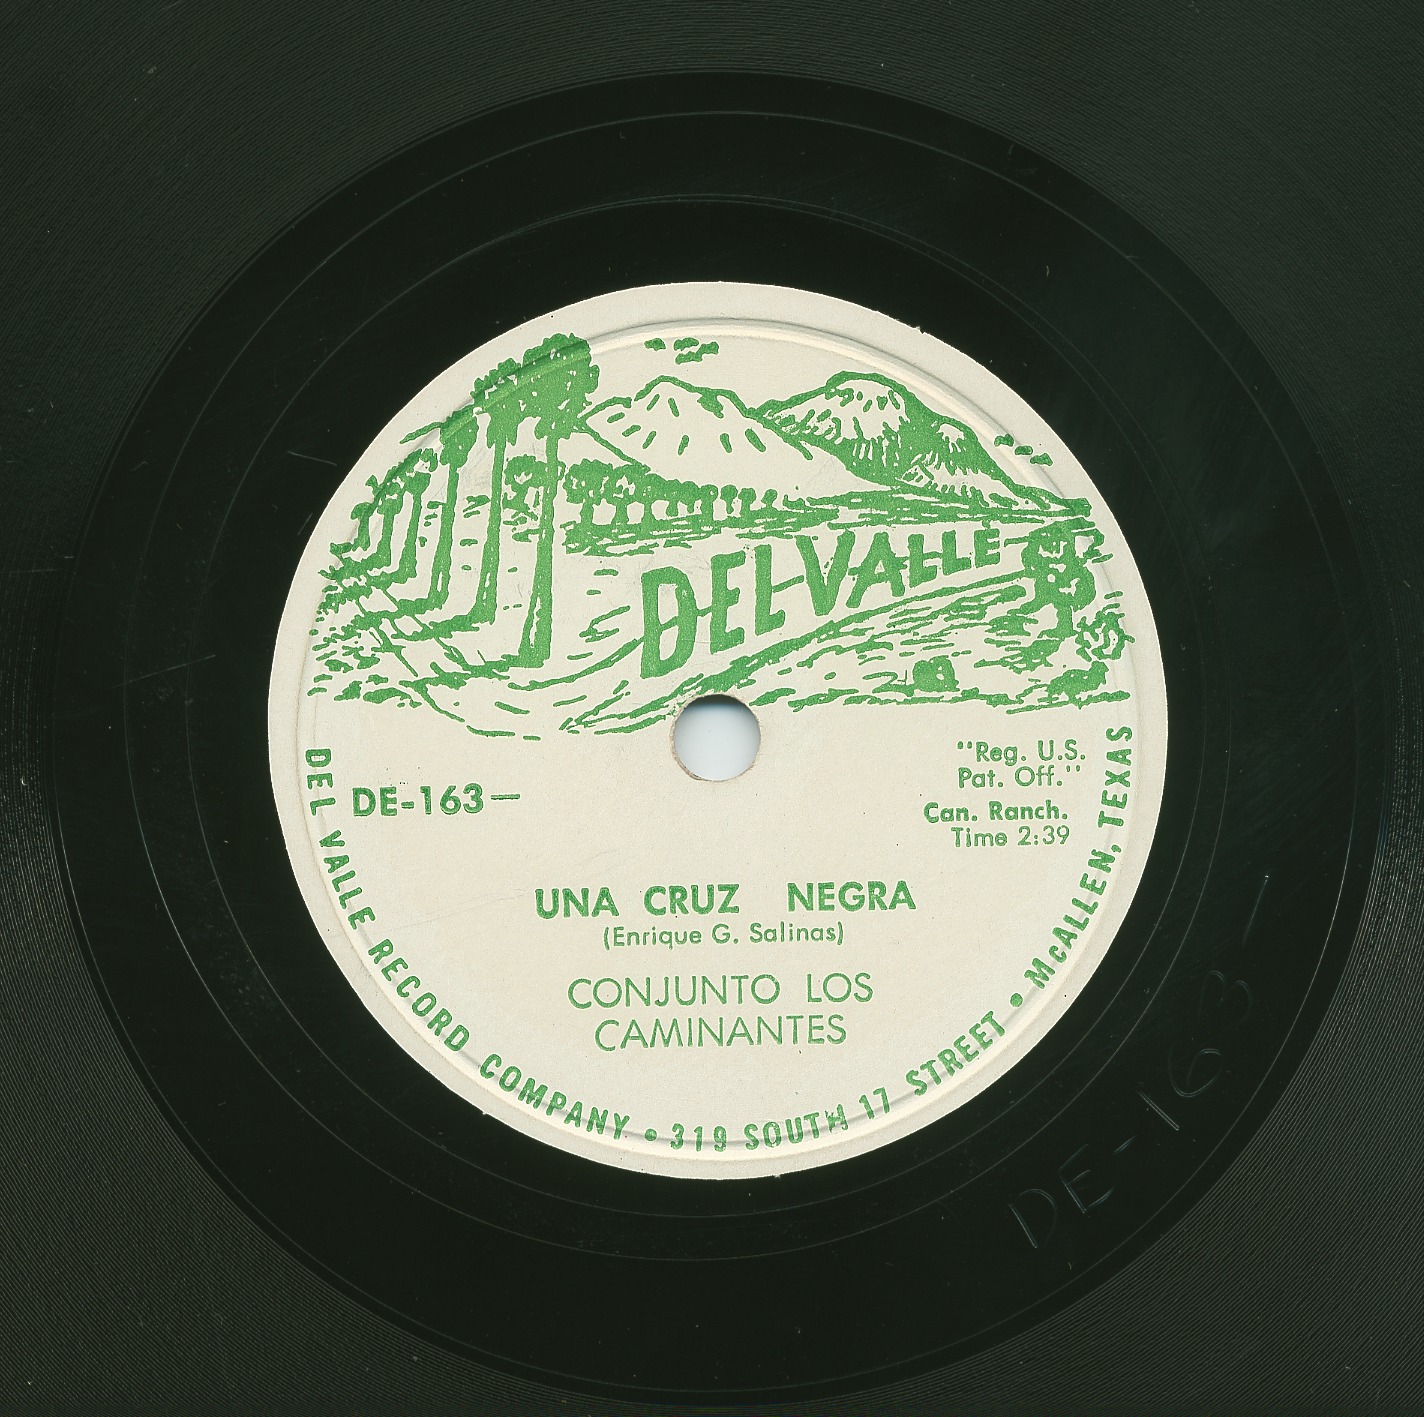 DEL VALLE
"Reg. U.S.
Pat. Off."
DE-163—
Can. Ranch.
Time 2:39
UNA CRUZ NEGRA
(Enrique G. Salinas)
CONJUNTO LOS
CAMINANTES
DEL VALLE RECORD COMPANY • 319 SOUTH 17 STREET • McALLEN, TEXAS
DE-163-